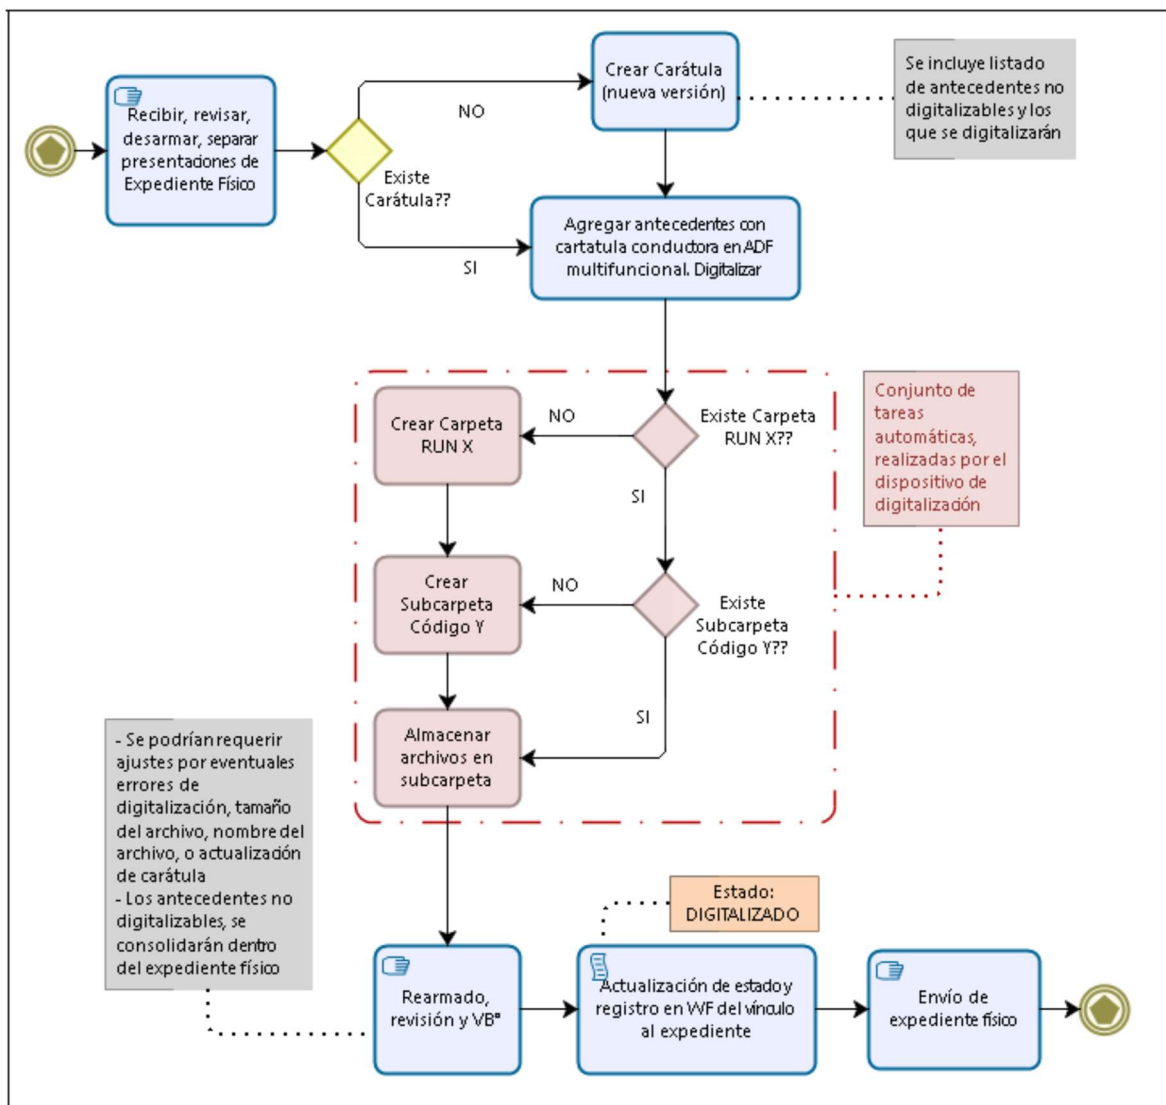 Recibir, revisar,
desarmar, separar
presentaciones de
Expediente Físico
Existe
Carátula??
NO
SI
Crear Carátula
(nueva versión)
Se incluye listado
de antecedentes no
digitalizables y los
que se digitalizarán
Agregar antecedentes con
cartatula conductora en ADF
multifuncional. Digitalizar
Existe Carpeta
RUN X??
NO
SI
Crear Carpeta
RUN X
Conjunto de
tareas
automáticas,
realizadas por el
dispositivo de
digitalización
Existe
Subcarpeta
Código Y??
NO
SI
Crear
Subcarpeta
Código Y
Almacenar
archivos en
subcarpeta
- Se podrían requerir
ajustes por eventuales
errores de
digitalización, tamaño
del archivo, nombre del
archivo, o actualización
de carátula
- Los antecedentes no
digitalizables, se
consolidarán dentro
del expediente físico
Rearmado,
revisión y VB°
Estado:
DIGITALIZADO
Actualización de estado y
registro en WF del vínculo
al expediente
Envío de
expediente físico